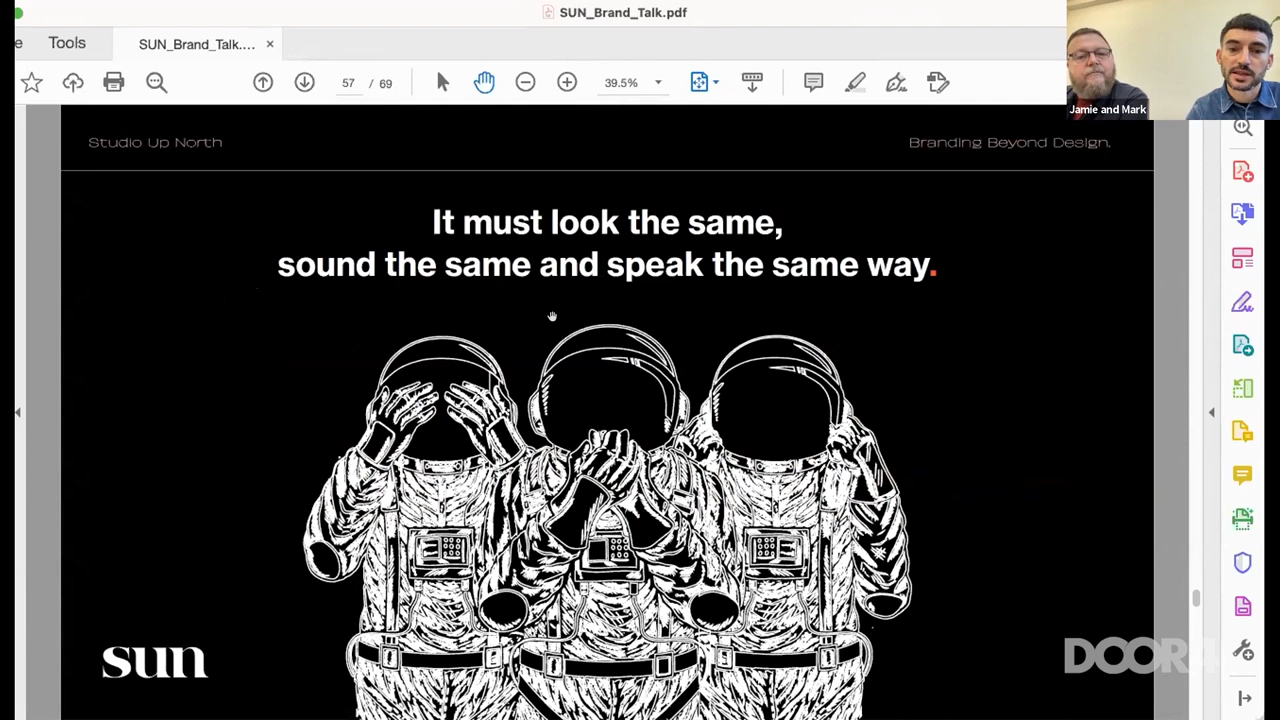 SUN_Brand_Talk.pdf
e
Tools
SUN_Brand_Talk....
57 / 69
39.5%
Jamie and Mark
Studio Up North
Branding Beyond Design.
It must look the same,
sound the same and speak the same way.
sun
DOOR4